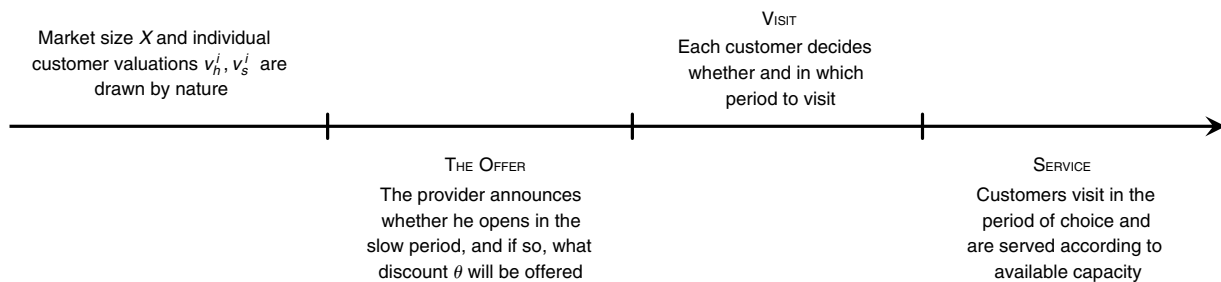 Market size X and individual
customer valuations v_h^i, v_s^i are
drawn by nature
THE OFFER
The provider announces
whether he opens in the
slow period, and if so, what
discount θ will be offered
VISIT
Each customer decides
whether and in which
period to visit
SERVICE
Customers visit in the
period of choice and
are served according to
available capacity